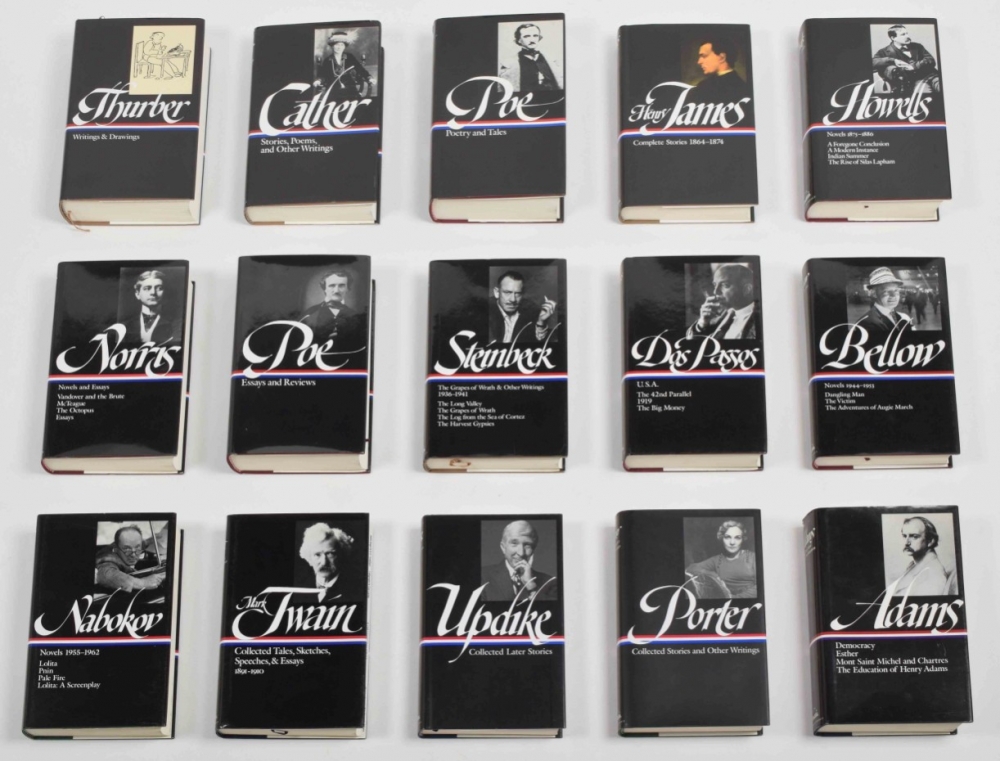 Thurber
Writings & Drawings
Cather
Stories, Poems,
and Other Writings
Poe
Poetry and Tales
Henry James
Complete Stories 1864–1874
Howells
Novels 1875–1880
A Foregone Conclusion
A Modern Instance
Indian Summer
The Rise of Silas Lapham
Norris
Novels and Essays
Vandover and the Brute
McTeague
The Octopus
Essays
Poe
Essays and Reviews
Steinbeck
The Grapes of Wrath & Other Writings
1936–1941
The Long Valley
The Grapes of Wrath
The Log from the Sea of Cortez
The Harvest Gypsies
Dos Passos
U.S.A.
The 42nd Parallel
1919
The Big Money
Bellow
Novels 1944–1953
Dangling Man
The Victim
The Adventures of Augie March
Nabokov
Novels 1955–1962
Lolita
Pnin
Pale Fire
Lolita: A Screenplay
Mark Twain
Collected Tales, Sketches,
Speeches, & Essays
1891–1910
Updike
Collected Later Stories
Porter
Collected Stories and Other Writings
Adams
Democracy
Esther
Mont Saint Michel and Chartres
The Education of Henry Adams